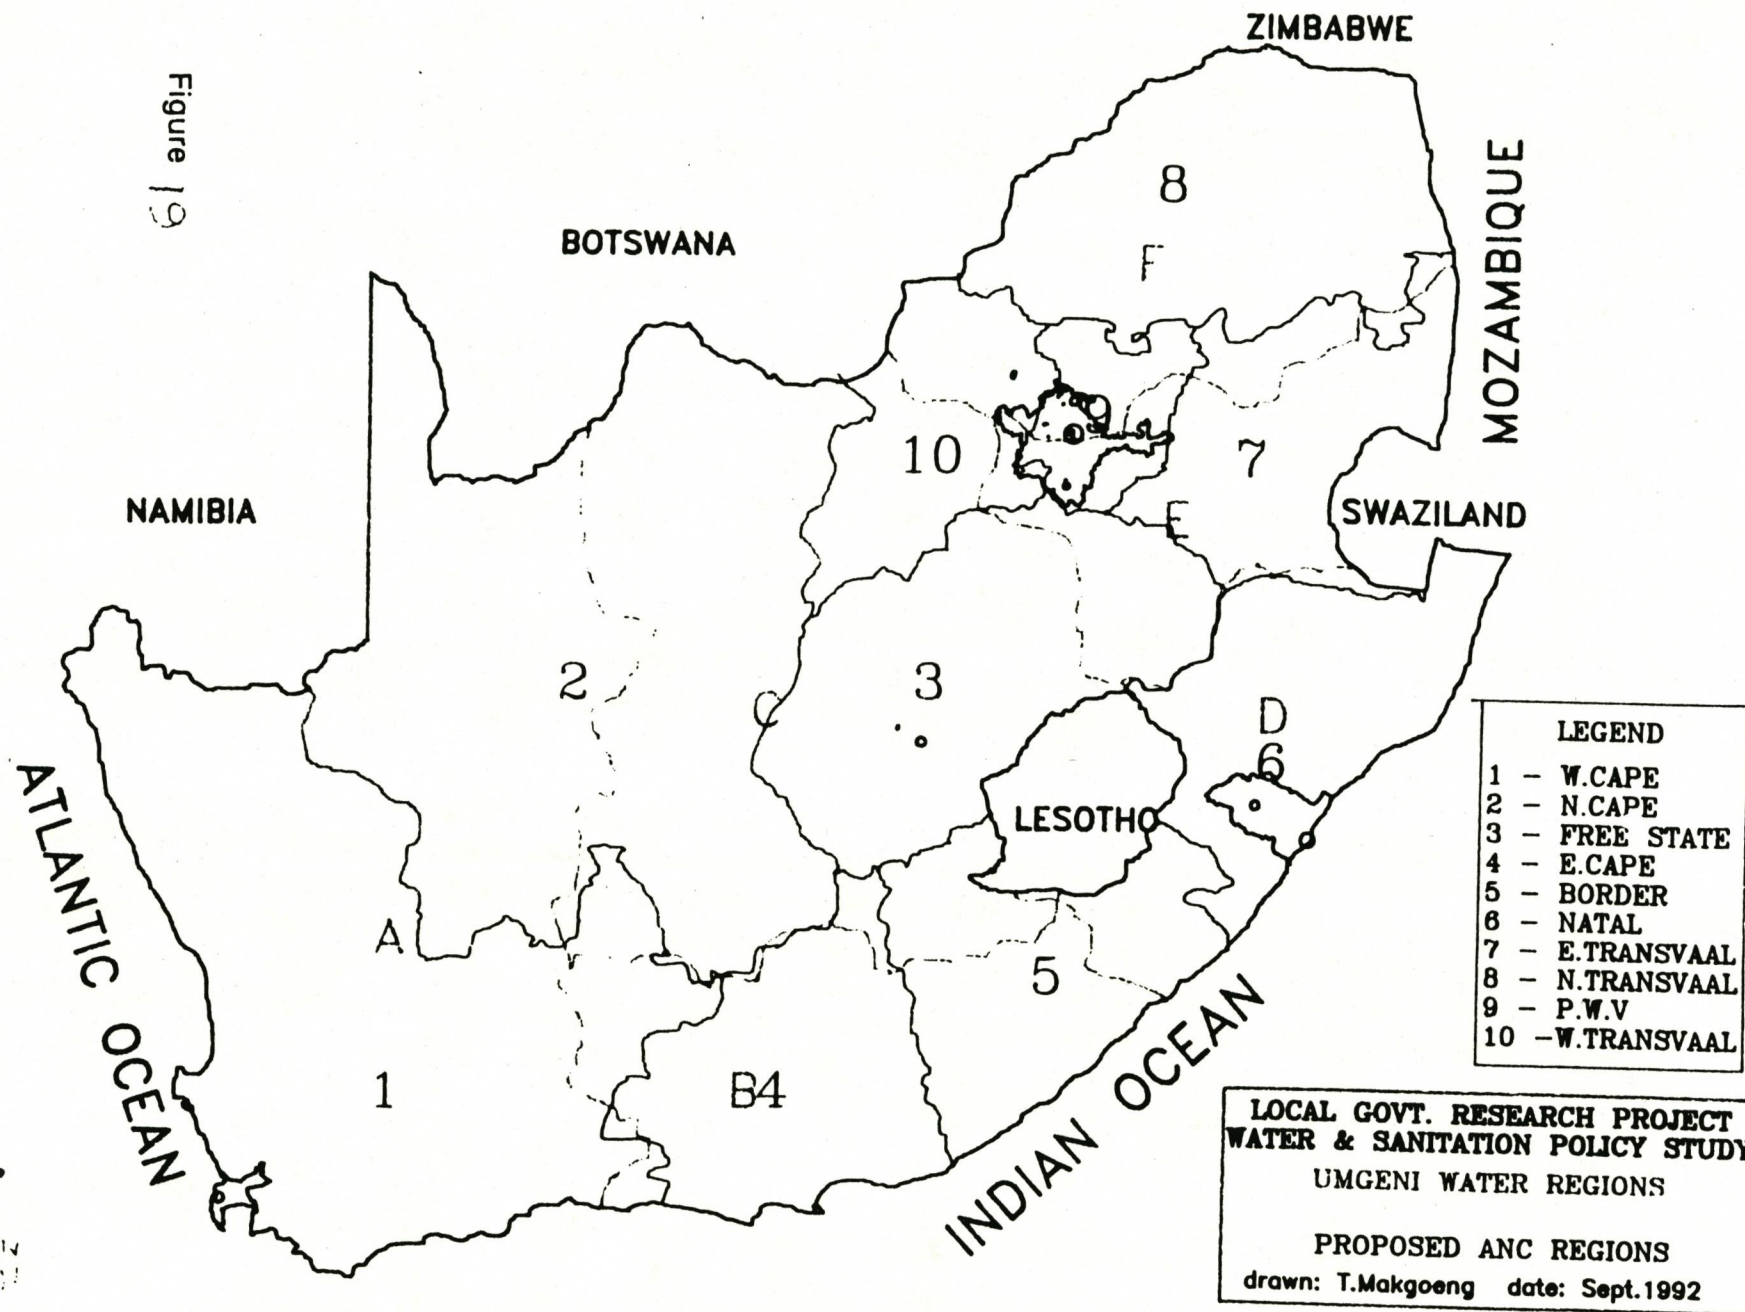 Figure 19
ZIMBABWE
BOTSWANA
MOZAMBIQUE
NAMIBIA
SWAZILAND
LESOTHO
ATLANTIC OCEAN
INDIAN OCEAN
8
F
10
7
E
2
C
3
D
6
A
5
1
B4
LEGEND
1 - W.CAPE
2 - N.CAPE
3 - FREE STATE
4 - E.CAPE
5 - BORDER
6 - NATAL
7 - E.TRANSVAAL
8 - N.TRANSVAAL
9 - P.W.V
10 -W.TRANSVAAL
LOCAL GOVT. RESEARCH PROJECT
WATER & SANITATION POLICY STUDY
UMGENI WATER REGIONS
PROPOSED ANC REGIONS
drawn: T.Makgoeng date: Sept.1992